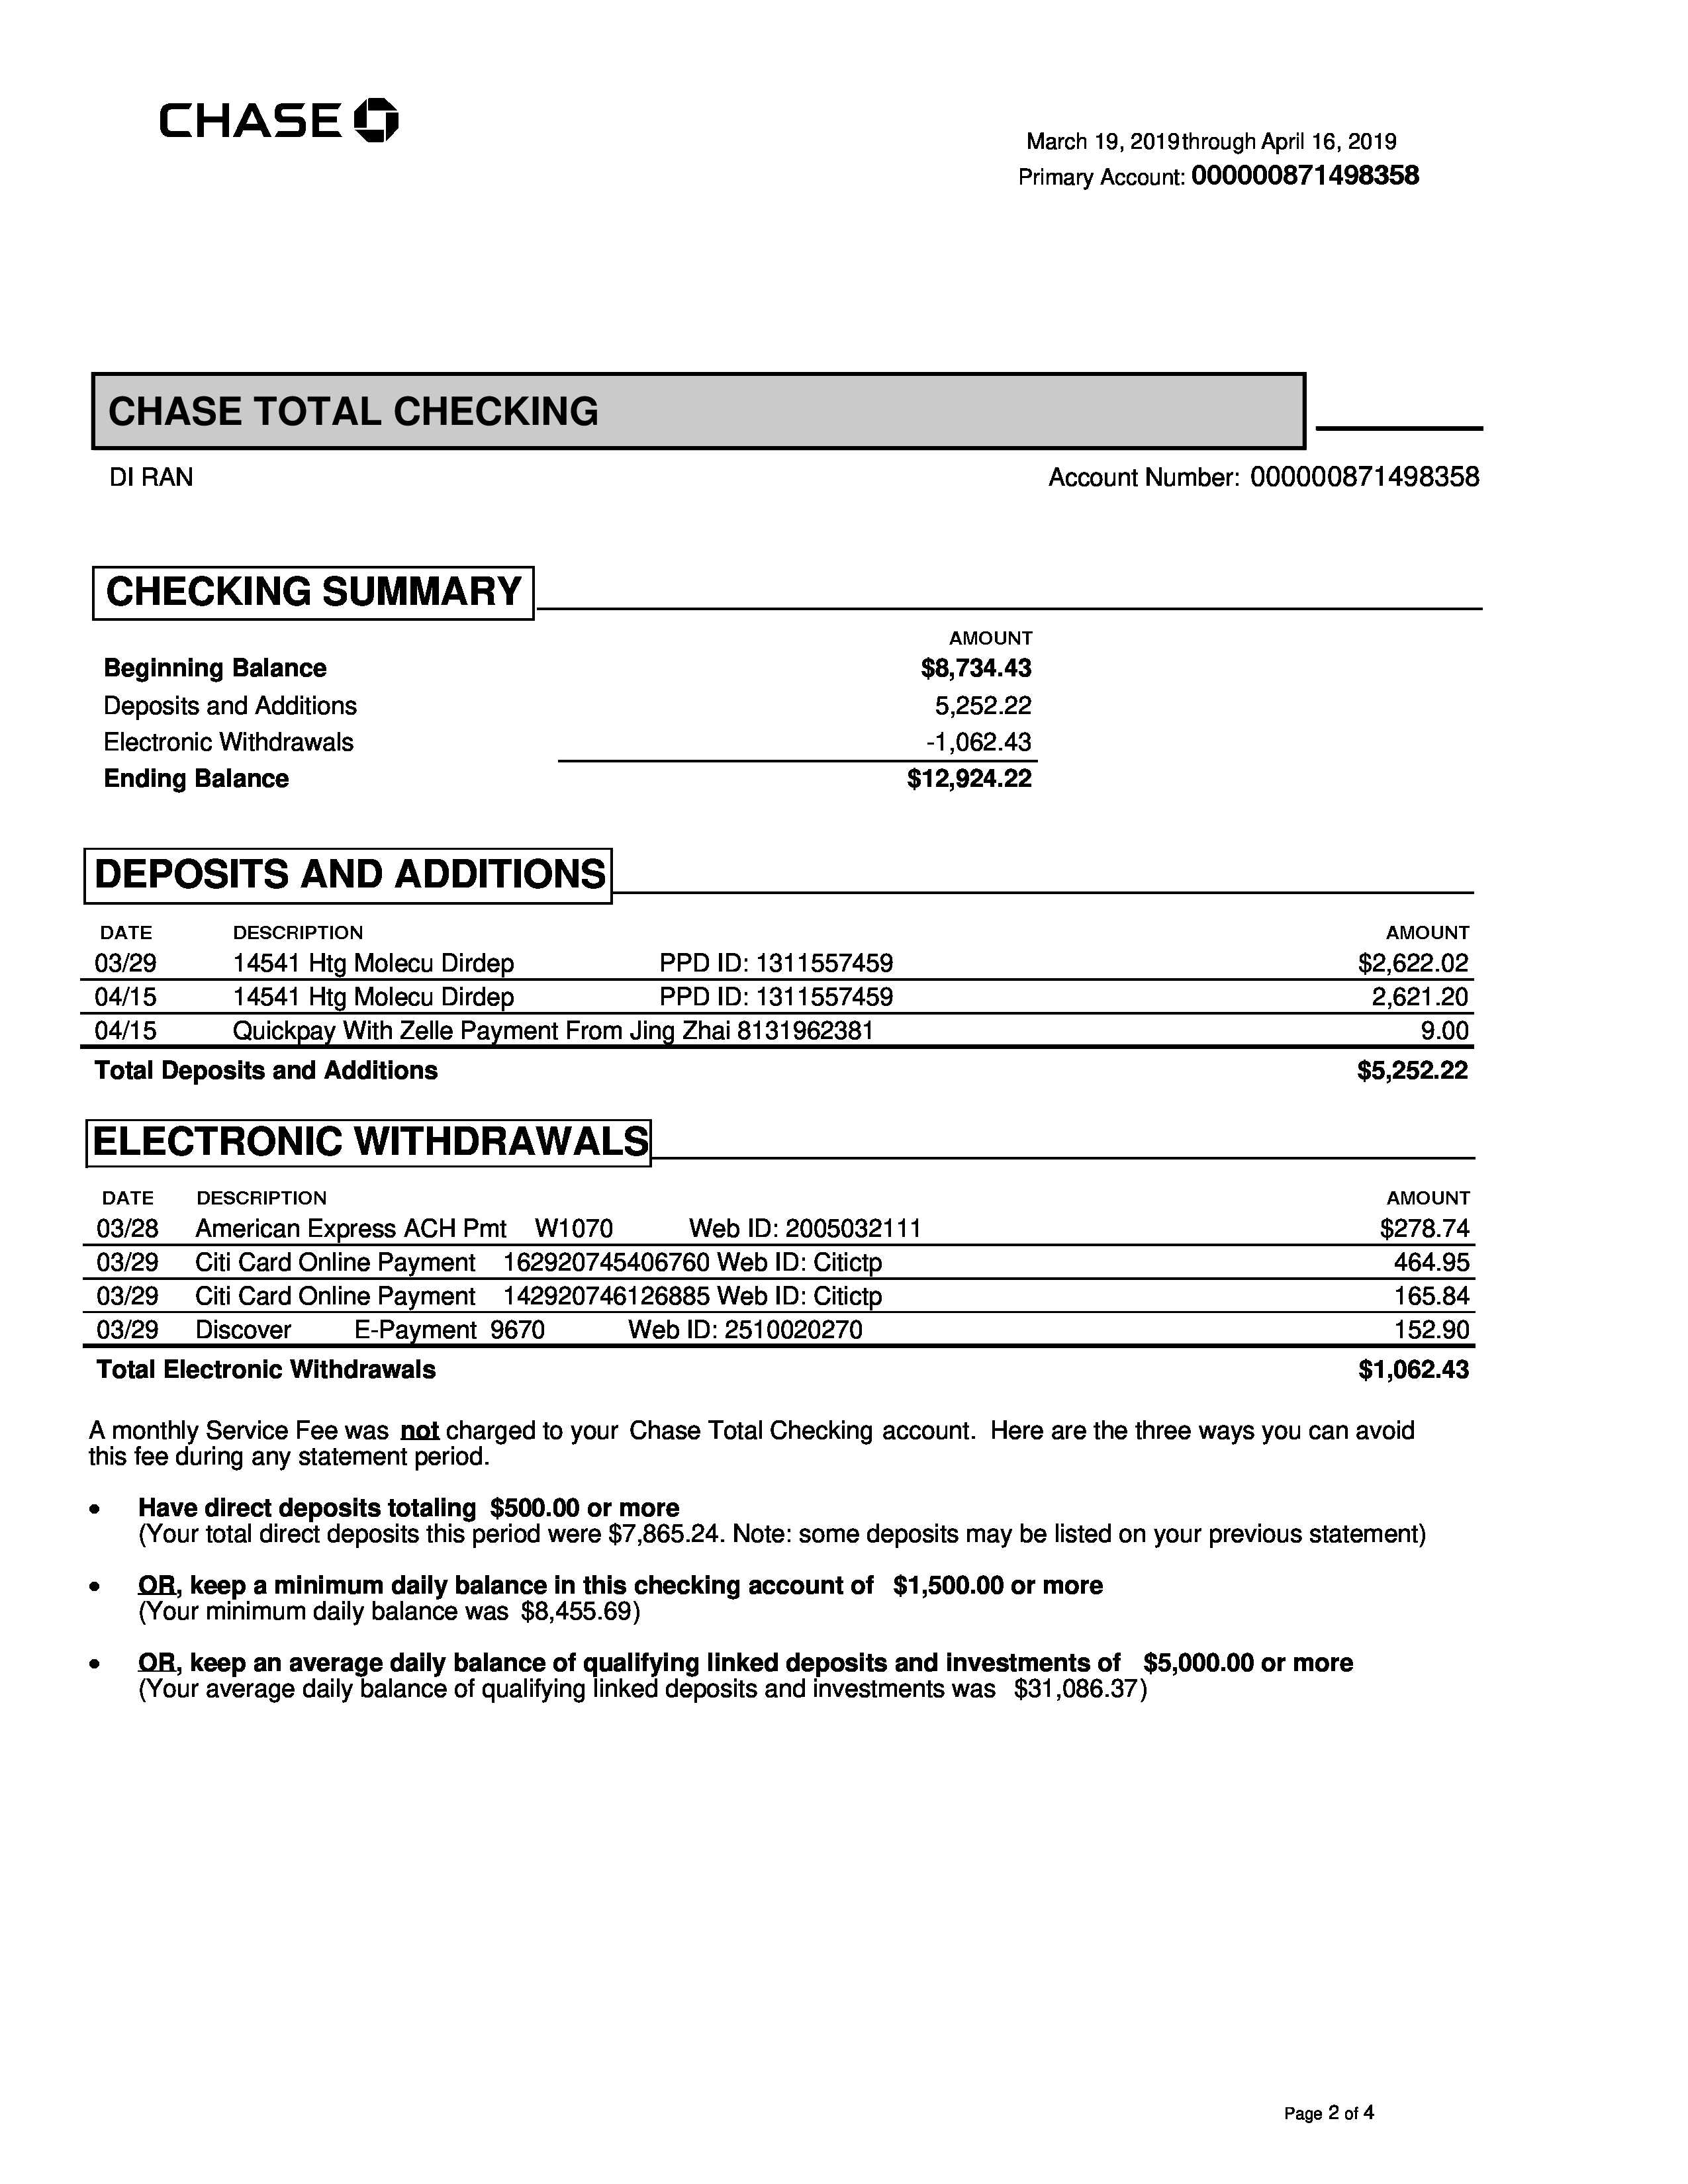 CHASE
March 19, 2019through April 16, 2019
Primary Account: 000000871498358
CHASE TOTAL CHECKING
DI RAN Account Number: 000000871498358
CHECKING SUMMARY
AMOUNT
Beginning Balance $8,734.43
Deposits and Additions 5,252.22
Electronic Withdrawals -1,062.43
Ending Balance $12,924.22
DEPOSITS AND ADDITIONS
DATE DESCRIPTION AMOUNT
03/29 14541 Htg Molecu Dirdep PPD ID: 1311557459 $2,622.02
04/15 14541 Htg Molecu Dirdep PPD ID: 1311557459 2,621.20
04/15 Quickpay With Zelle Payment From Jing Zhai 8131962381 9.00
Total Deposits and Additions $5,252.22
ELECTRONIC WITHDRAWALS
DATE DESCRIPTION AMOUNT
03/28 American Express ACH Pmt W1070 Web ID: 2005032111 $278.74
03/29 Citi Card Online Payment 162920745406760 Web ID: Citictp 464.95
03/29 Citi Card Online Payment 142920746126885 Web ID: Citictp 165.84
03/29 Discover E-Payment 9670 Web ID: 2510020270 152.90
Total Electronic Withdrawals $1,062.43
A monthly Service Fee was not charged to your Chase Total Checking account. Here are the three ways you can avoid
this fee during any statement period.
• Have direct deposits totaling $500.00 or more
(Your total direct deposits this period were $7,865.24. Note: some deposits may be listed on your previous statement)
• OR, keep a minimum daily balance in this checking account of $1,500.00 or more
(Your minimum daily balance was $8,455.69)
• OR, keep an average daily balance of qualifying linked deposits and investments of $5,000.00 or more
(Your average daily balance of qualifying linked deposits and investments was $31,086.37)
Page 2 of 4